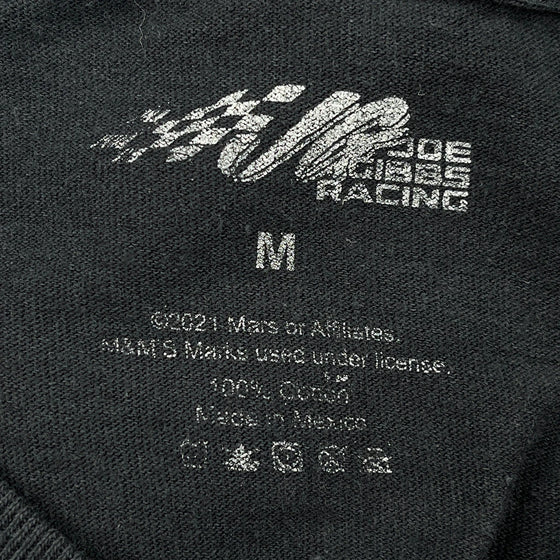 JOE
GIBBS
RACING
M
©2021 Mars or Affiliates.
M&M'S Marks used under license.
100% Cotton
Made in Mexico